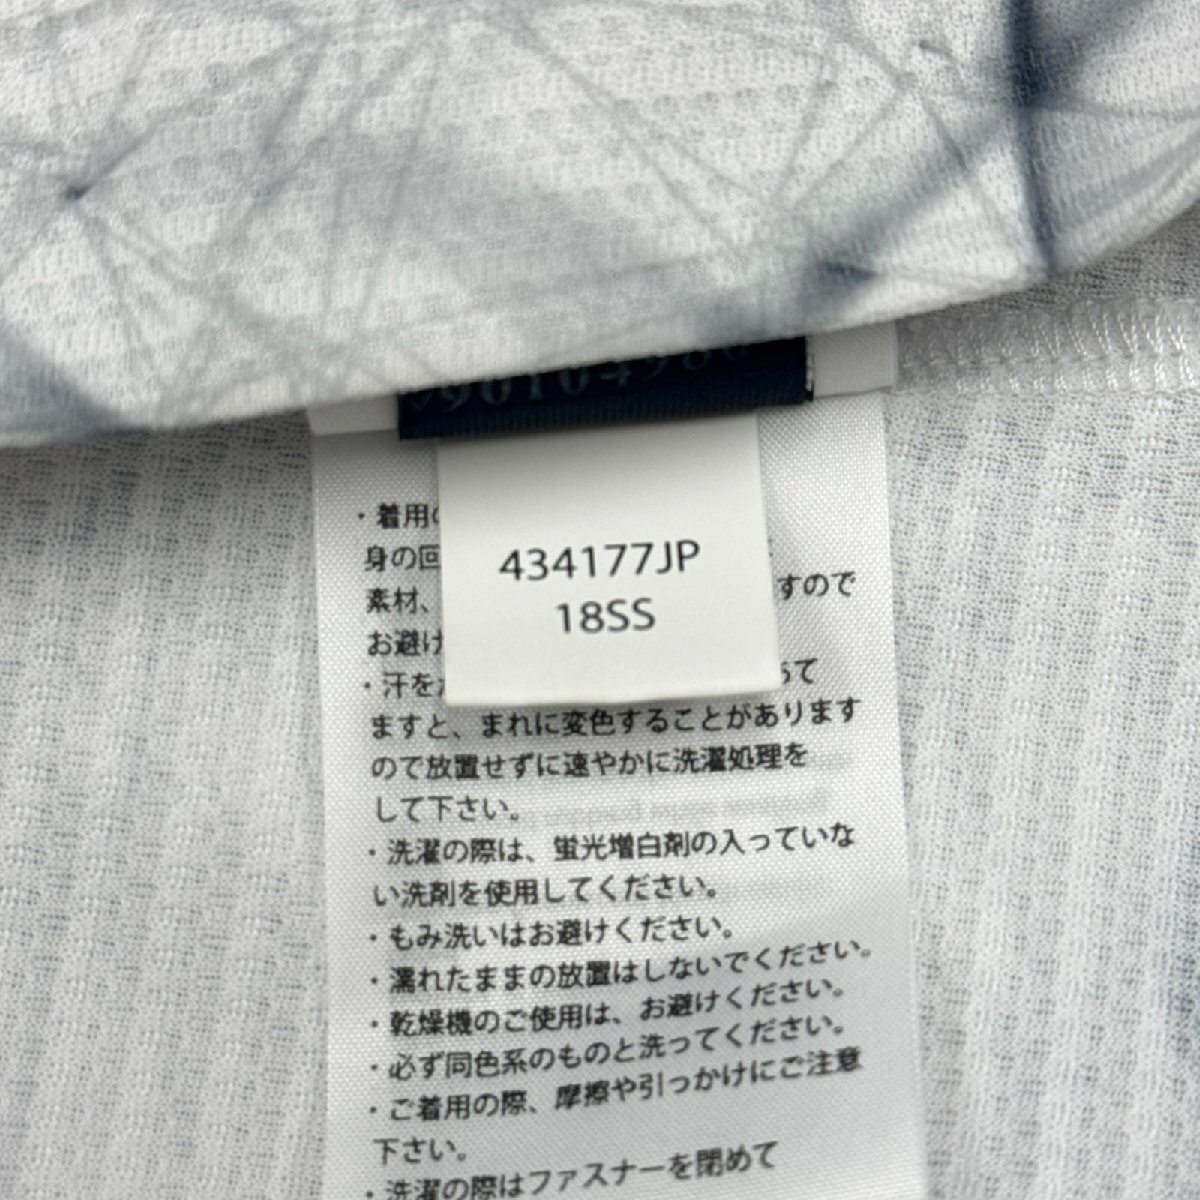 434177JP
18SS
・着用
身の回
素材、
すので
お避け
・汗を
て
ますと、まれに変色することがあります
ので放置せずに速やかに洗濯処理を
して下さい。
・洗濯の際は、蛍光増白剤の入っていな
い洗剤を使用してください。
・もみ洗いはお避けください。
・濡れたままの放置はしないでください。
・乾燥機のご使用は、お避けください。
・必ず同色系のものと洗ってください。
・ご着用の際、摩擦や引っかけにご注意
下さい。
・洗濯の際はファスナーを閉めて